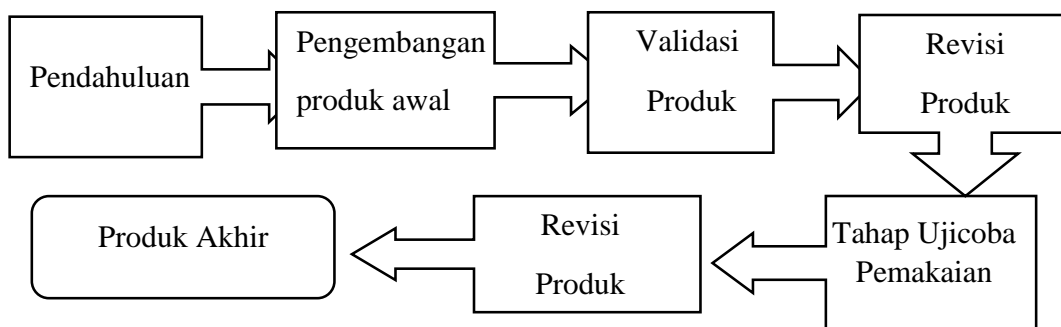 Pendahuluan
Pengembangan
produk awal
Validasi
Produk
Revisi
Produk
Tahap Ujicoba
Pemakaian
Revisi
Produk
Produk Akhir